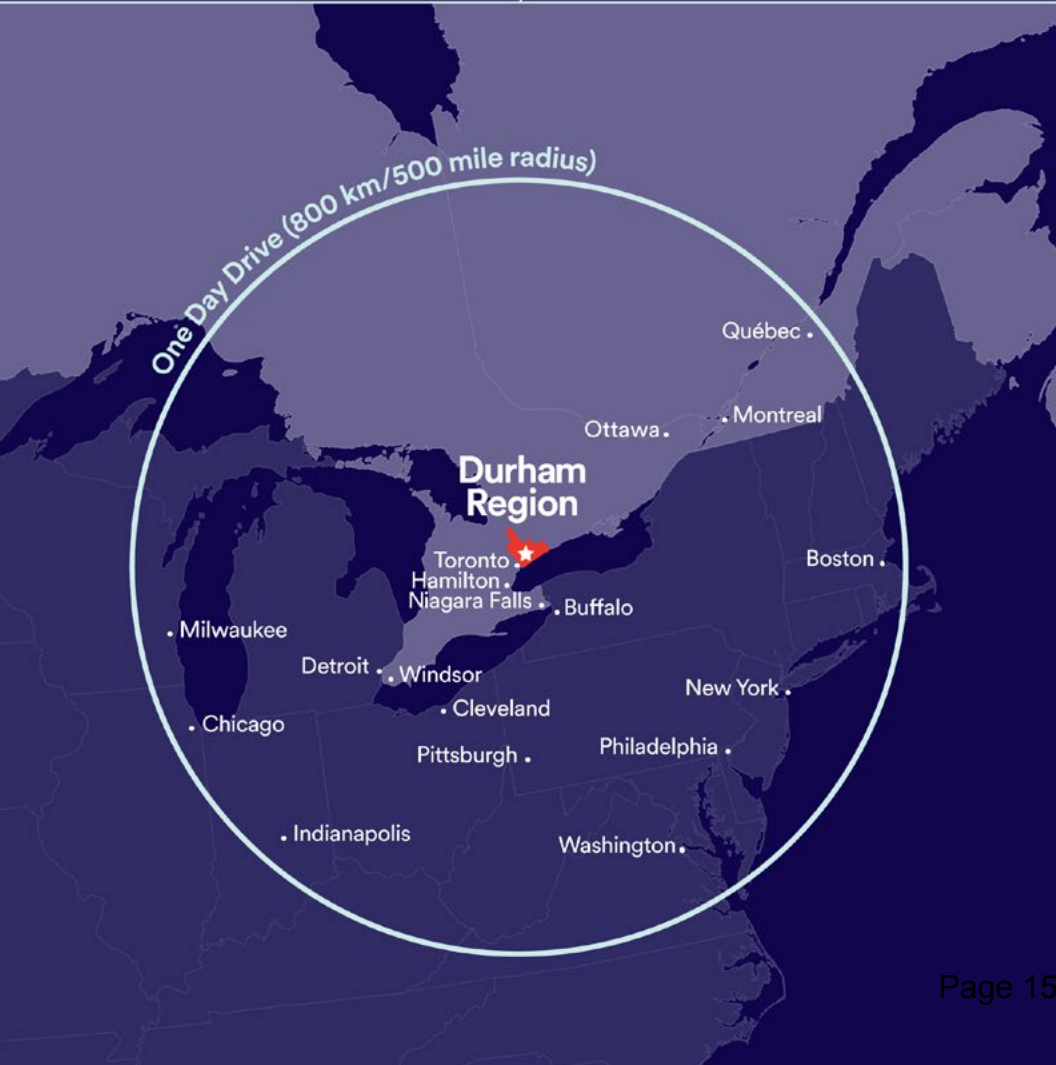 One Day Drive (800 km/500 mile radius)
Québec
Montreal
Ottawa
Durham
Region
Toronto
Hamilton
Niagara Falls
Buffalo
Boston
Milwaukee
Detroit
Windsor
New York
Cleveland
Chicago
Philadelphia
Pittsburgh
Indianapolis
Washington
Page 15